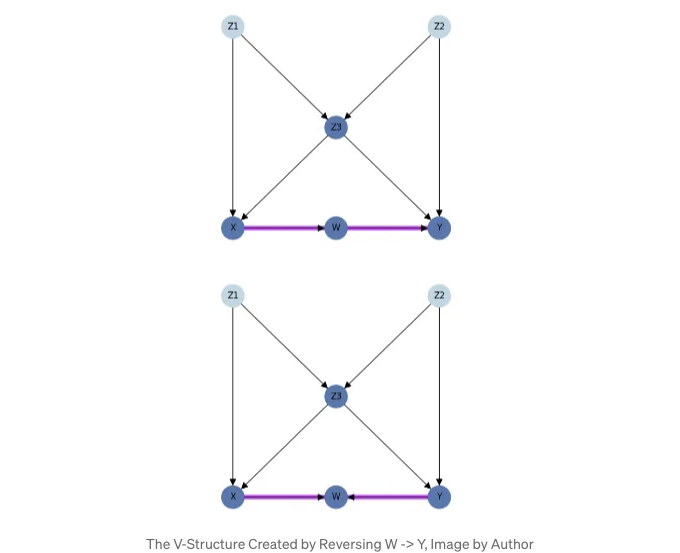 Z1 Z2
Z3
X W Y
Z1 Z2
Z3
X W Y
The V-Structure Created by Reversing W -> Y, Image by Author